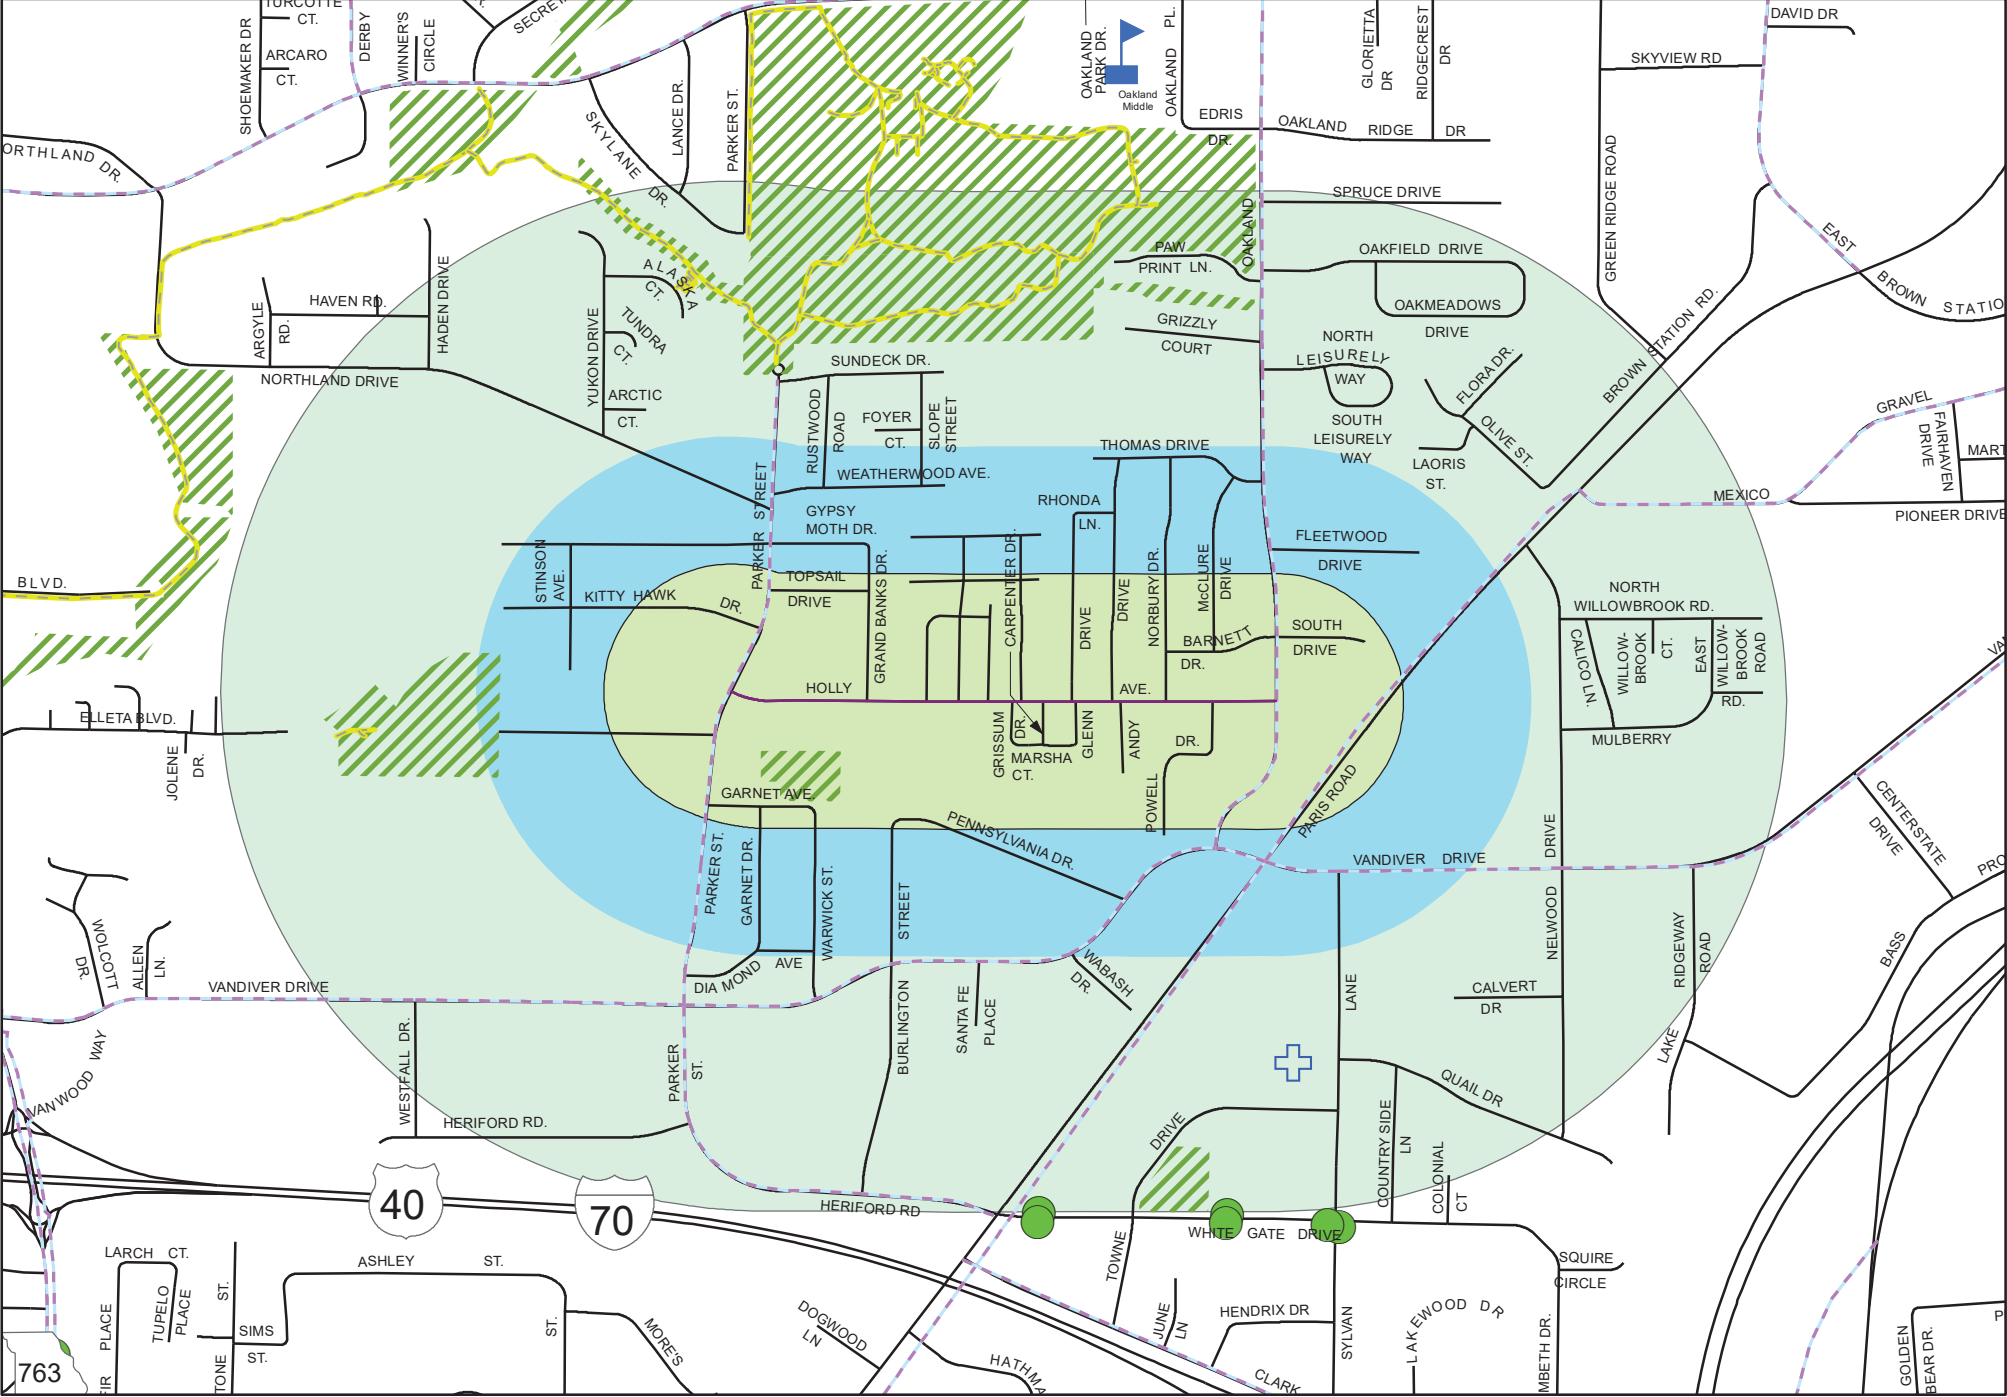 TURCOTTE
CT.
SHOEMAKER DR
ARCARO
CT.
DERBY
WINNER'S
CIRCLE
LANCE DR.
SKYLANE DR.
PARKER ST.
OAKLAND
PARK DR.
Oakland
Middle
OAKLAND PL.
EDRIS
DR.
OAKLAND RIDGE DR
GLORIETTA
DR
RIDGECREST
DR
DAVID DR
SKYVIEW RD
GREEN RIDGE ROAD
SPRUCE DRIVE
ORTHLAND DR.
EAST
BROWN STATIO
OAKLAND
PAW
PRINT LN.
OAKFIELD DRIVE
OAKMEADOWS
DRIVE
GRIZZLY
COURT
NORTH
LEISURELY
WAY
SOUTH
LEISURELY
WAY
FLORA DR.
OLIVE ST.
LAORIS
ST.
BROWN STATION RD.
HAVEN RD.
ARGYLE
RD.
HADEN DRIVE
NORTHLAND DRIVE
ALASKA
CT.
TUNDRA
CT.
YUKON DRIVE
ARCTIC
CT.
SUNDECK DR.
RUSTWOOD
ROAD
FOYER
CT.
SLOPE
STREET
WEATHERWOOD AVE.
GYPSY
MOTH DR.
PARKER STREET
THOMAS DRIVE
RHONDA
LN.
FLEETWOOD
DRIVE
GRAVEL
FAIRHAVEN
DRIVE
MART
MEXICO
PIONEER DRIVE
BLVD.
STINSON
AVE.
KITTY HAWK DR.
TOPSAIL
DRIVE
GRAND BANKS DR.
CARPENTER DR.
DRIVE
DRIVE
NORBURY DR.
McCLURE
DRIVE
BARNETT
DR.
SOUTH
DRIVE
NORTH
WILLOWBROOK RD.
CALICO LN.
WILLOW-
BROOK
CT.
EAST
WILLOW-
BROOK
ROAD
RD.
MULBERRY
ELLETA BLVD.
JOLENE
DR.
HOLLY AVE.
GRISSUM
DR.
MARSHA
CT.
GLENN
ANDY
DR.
POWELL
PARIS ROAD
GARNET AVE.
PARKER ST.
GARNET DR.
WARWICK ST.
STREET
PENNSYLVANIA DR.
VANDIVER DRIVE
NELWOOD DRIVE
CENTERSTATE
DRIVE
PRO
VA
WOLCOTT
DR.
ALLEN
LN.
DIAMOND AVE
WABASH
DR.
LANE
RIDGEWAY
ROAD
BASS
LAKE
CALVERT
DR
VANDIVER DRIVE
VANWOOD WAY
WESTFALL DR.
PARKER
ST.
BURLINGTON
SANTA FE
PLACE
QUAIL DR
COUNTRY SIDE
LN
COLONIAL
CT
HERIFORD RD.
DRIVE
40
70
HERIFORD RD
WHITE GATE DRIVE
TOWNE
SQUIRE
CIRCLE
LARCH CT.
ASHLEY ST.
TUPELO
PLACE
PLACE
FIR
ST.
TONE
SIMS
ST.
ST.
MORE'S
DOGWOOD
LN
HATHMA
JUNE
LN
HENDRIX DR
CLARK
SYLVAN
LAKEWOOD DR
MBETH DR.
GOLDEN
BEAR DR.
P
763